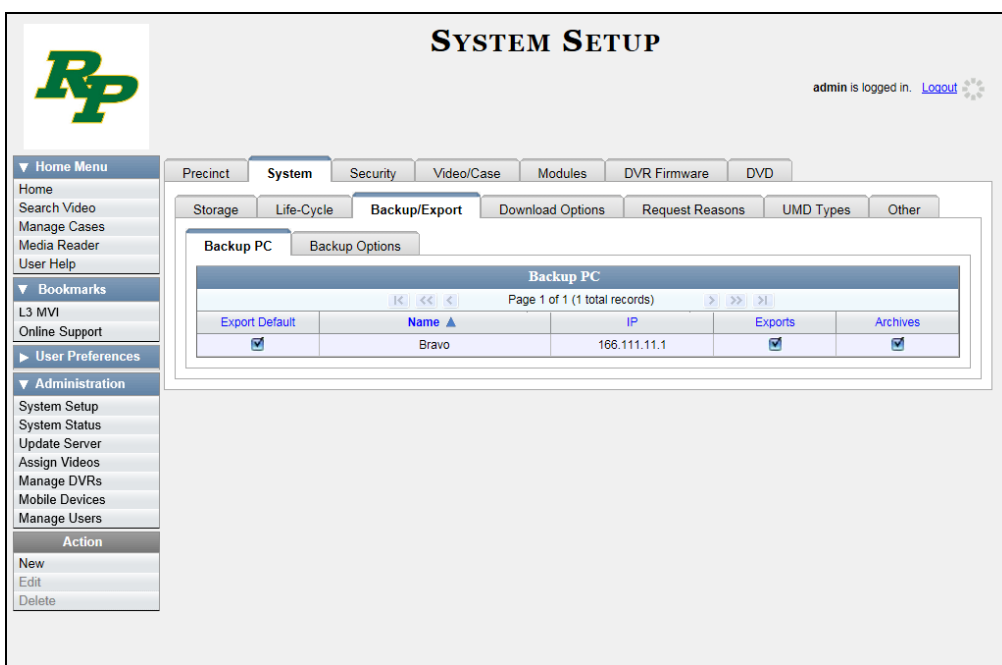 SYSTEM SETUP
RP
admin is logged in. Logout
▼ Home Menu
Home
Search Video
Manage Cases
Media Reader
User Help
▼ Bookmarks
L3 MVI
Online Support
▶ User Preferences
▼ Administration
System Setup
System Status
Update Server
Assign Videos
Manage DVRs
Mobile Devices
Manage Users
Action
New
Edit
Delete
Precinct System Security Video/Case Modules DVR Firmware DVD
Storage Life-Cycle Backup/Export Download Options Request Reasons UMD Types Other
Backup PC Backup Options
Backup PC
|< << < Page 1 of 1 (1 total records) > >> >|
Export Default Name ▲ IP Exports Archives
Bravo 166.111.11.1